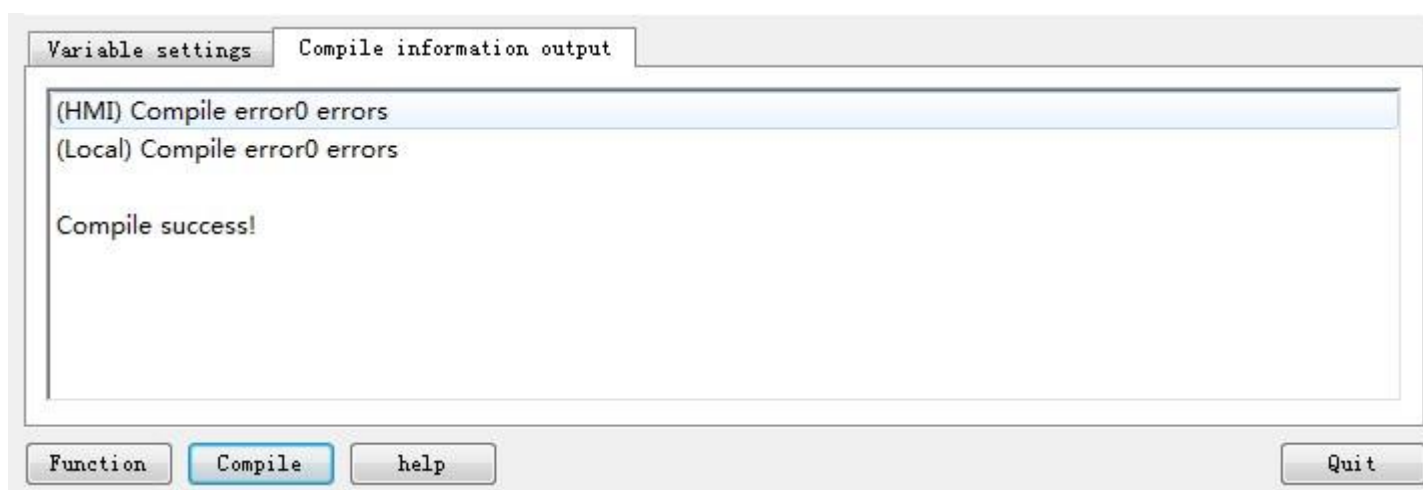 Variable settings Compile information output
(HMI) Compile error0 errors
(Local) Compile error0 errors
Compile success!
Function Compile help Quit